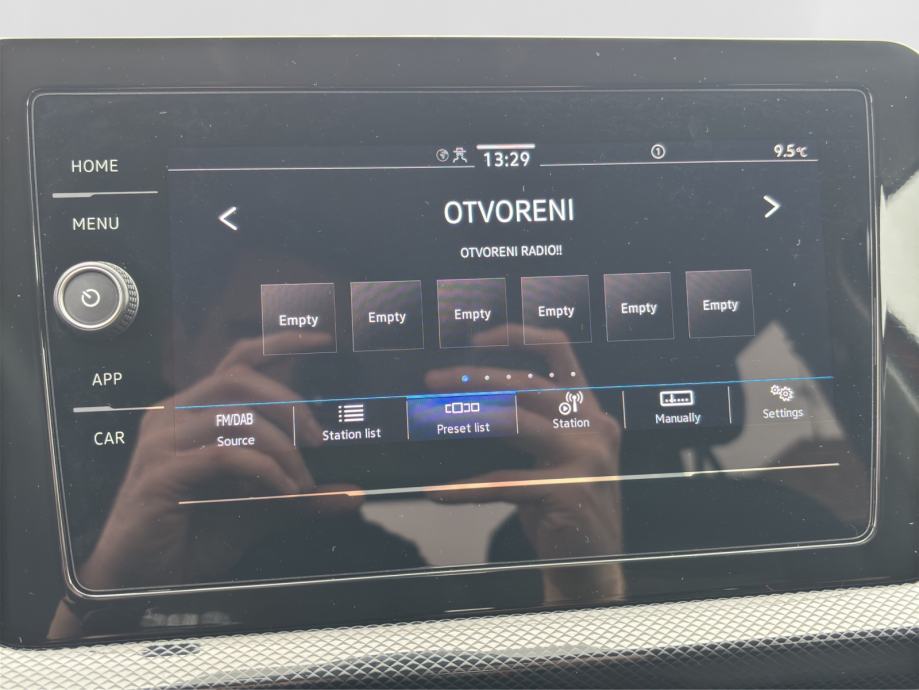 HOME
MENU
APP
CAR
13:29
1
9.5°C
OTVORENI
OTVORENI RADIO!!
Empty Empty Empty Empty Empty Empty
FM/DAB
Source
Station list
Preset list
Station
Manually
Settings